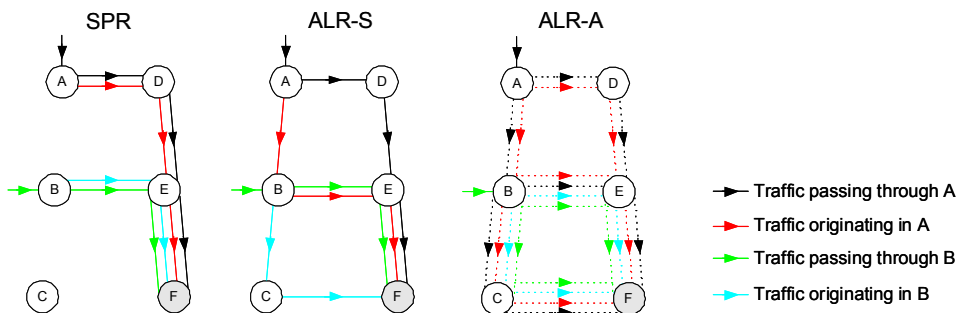 SPR ALR-S ALR-A
A D A D A D
B E B E B E
C F C F C F
Traffic passing through A
Traffic originating in A
Traffic passing through B
Traffic originating in B